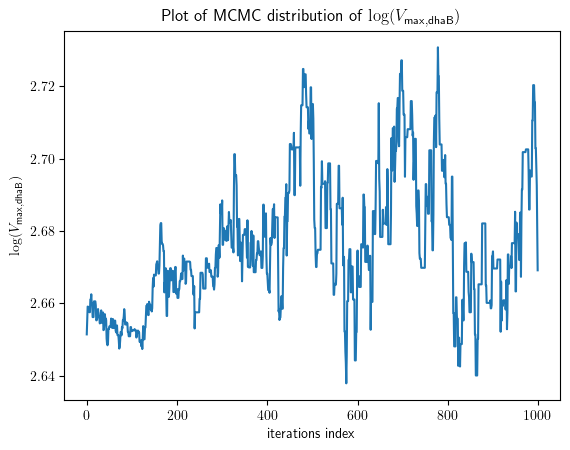 Plot of MCMC distribution of log(V_max,dhaB)
2.72
2.70
2.68
2.66
2.64
log(V_max,dhaB)
0 200 400 600 800 1000
iterations index